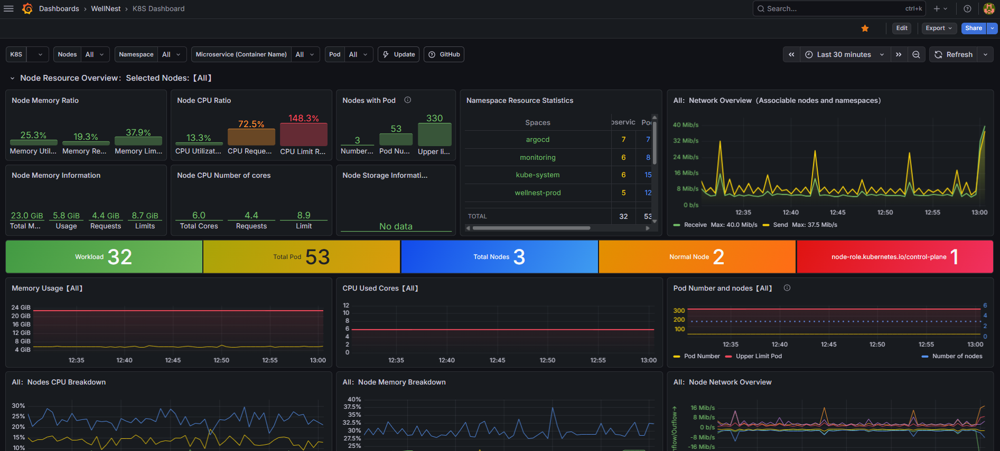 Dashboards › WellNest › K8S Dashboard
Search... ctrl+k
Edit Export Share
K8S Nodes All Namespace All Microservice (Container Name) All Pod All Update GitHub Last 30 minutes Refresh
Node Resource Overview：Selected Nodes:【All】
Node Memory Ratio
25.3% 19.3% 37.9%
Memory Util... Memory Re... Memory Lim...
Node CPU Ratio
13.3% 72.5% 148.3%
CPU Utilizat... CPU Reque... CPU Limit R...
Nodes with Pod
3 53 330
Number... Pod Nu... Upper li...
Namespace Resource Statistics
Spaces oservic Poc
argocd 7 7
monitoring 6 8
kube-system 6 15
wellnest-prod 5 12
TOTAL 32 53
All：Network Overview（Associable nodes and namespaces）
40 Mib/s
32 Mib/s
24 Mib/s
16 Mib/s
8 Mib/s
0 b/s
12:35 12:40 12:45 12:50 12:55 13:00
Receive Max: 40.0 Mib/s Send Max: 37.5 Mib/s
Node Memory Information
23.0 GiB 5.8 GiB 4.4 GiB 8.7 GiB
Total M... Usage Requests Limits
Node CPU Number of cores
6.0 4.4 8.9
Total Cores Requests Limit
Node Storage Informati...
No data
Workload 32
Total Pod 53
Total Nodes 3
Normal Node 2
node-role.kubernetes.io/control-plane 1
Memory Usage【All】
24 GiB
20 GiB
16 GiB
12 GiB
8 GiB
4 GiB
12:35 12:40 12:45 12:50 12:55 13:00
CPU Used Cores【All】
12
10
8
6
4
2
0
12:35 12:40 12:45 12:50 12:55 13:00
Pod Number and nodes【All】
300
200
100
6
4
2
0
12:35 12:40 12:45 12:50 12:55 13:00
Pod Number Upper Limit Pod Number of nodes
All：Nodes CPU Breakdown
30%
25%
20%
15%
10%
All：Node Memory Breakdown
40%
37.5%
35%
32.5%
30%
27.5%
25%
All：Node Network Overview
nflow/Outflow→
16 Mib/s
8 Mib/s
0 b/s
-8 Mib/s
-16 Mib/s